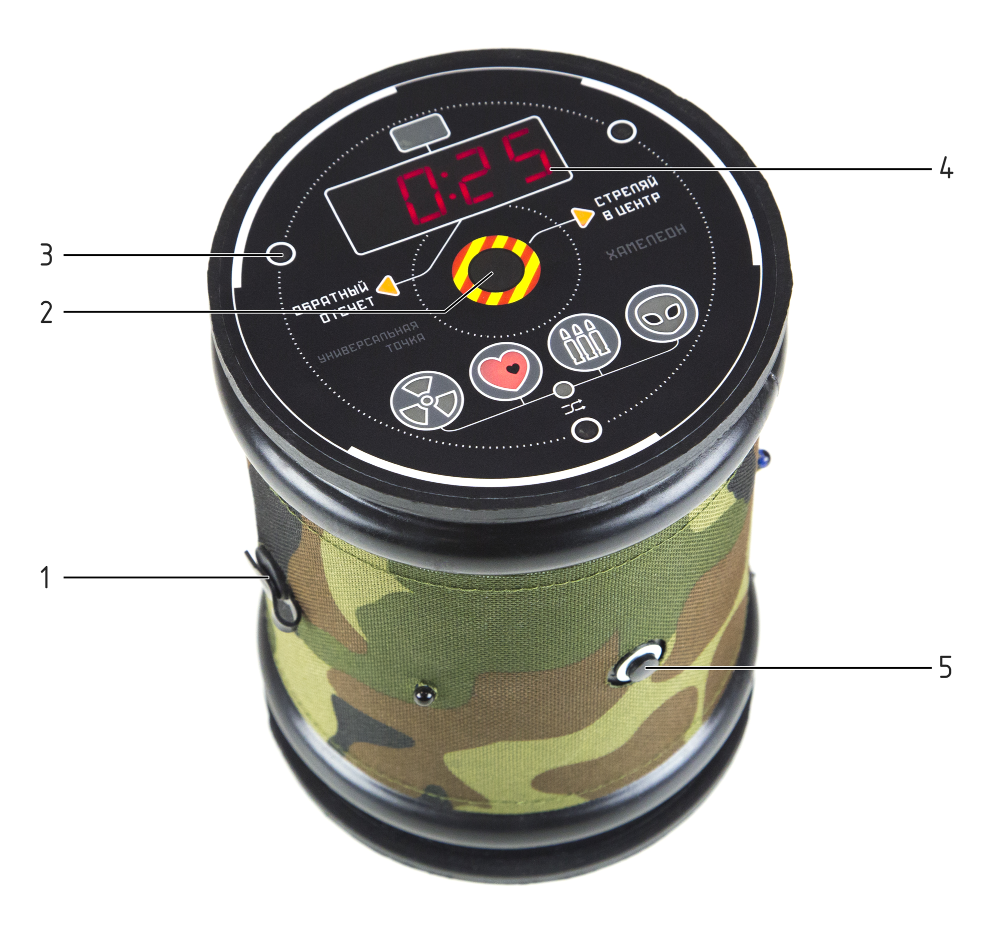 0:25
4
СТРЕЛЯЙ
В ЦЕНТР
ХАМЕЛЕОН
3
ОБРАТНЫЙ
ОТСЧЕТ
2
УНИВЕРСАЛЬНАЯ
ТОЧКА
1
5